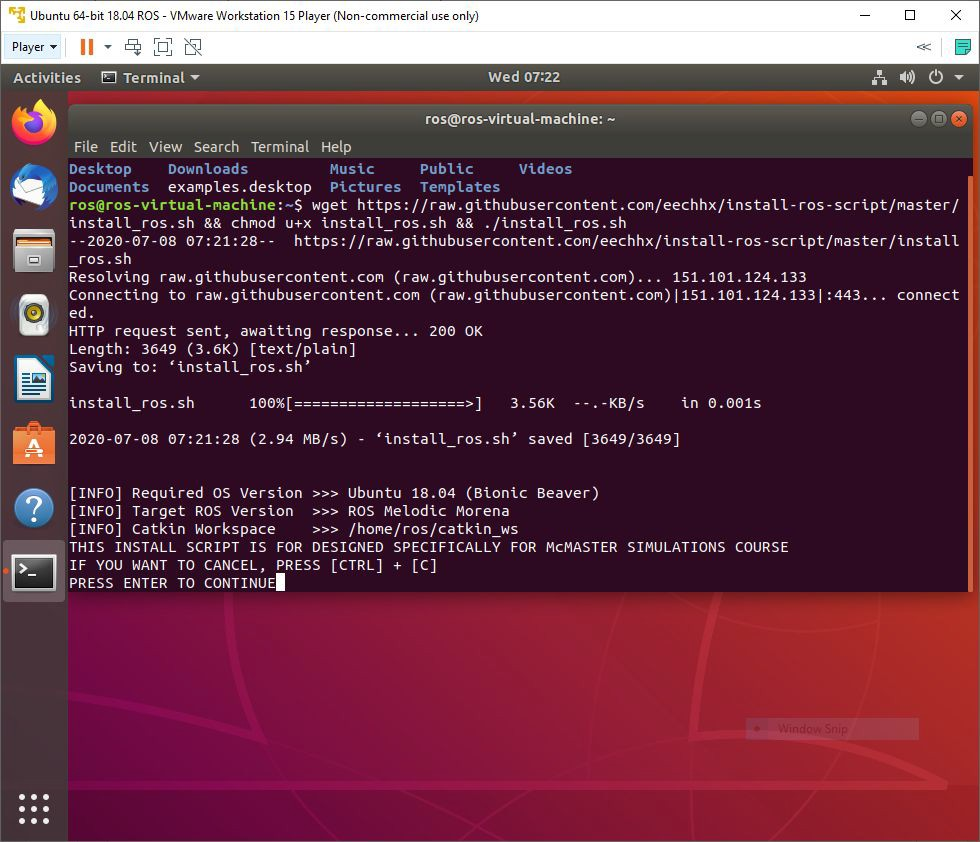 Ubuntu 64-bit 18.04 ROS - VMware Workstation 15 Player (Non-commercial use only)
Player
Activities Terminal Wed 07:22
ros@ros-virtual-machine: ~
File Edit View Search Terminal Help
Desktop Downloads Music Public Videos
Documents examples.desktop Pictures Templates
ros@ros-virtual-machine:~$ wget https://raw.githubusercontent.com/eechhx/install-ros-script/master/
install_ros.sh && chmod u+x install_ros.sh && ./install_ros.sh
--2020-07-08 07:21:28-- https://raw.githubusercontent.com/eechhx/install-ros-script/master/install
_ros.sh
Resolving raw.githubusercontent.com (raw.githubusercontent.com)... 151.101.124.133
Connecting to raw.githubusercontent.com (raw.githubusercontent.com)|151.101.124.133|:443... connect
ed.
HTTP request sent, awaiting response... 200 OK
Length: 3649 (3.6K) [text/plain]
Saving to: ‘install_ros.sh’
install_ros.sh 100%[===================>] 3.56K --.-KB/s in 0.001s
2020-07-08 07:21:28 (2.94 MB/s) - ‘install_ros.sh’ saved [3649/3649]
[INFO] Required OS Version >>> Ubuntu 18.04 (Bionic Beaver)
[INFO] Target ROS Version >>> ROS Melodic Morena
[INFO] Catkin Workspace >>> /home/ros/catkin_ws
THIS INSTALL SCRIPT IS FOR DESIGNED SPECIFICALLY FOR McMASTER SIMULATIONS COURSE
IF YOU WANT TO CANCEL, PRESS [CTRL] + [C]
PRESS ENTER TO CONTINUE
Window Snip